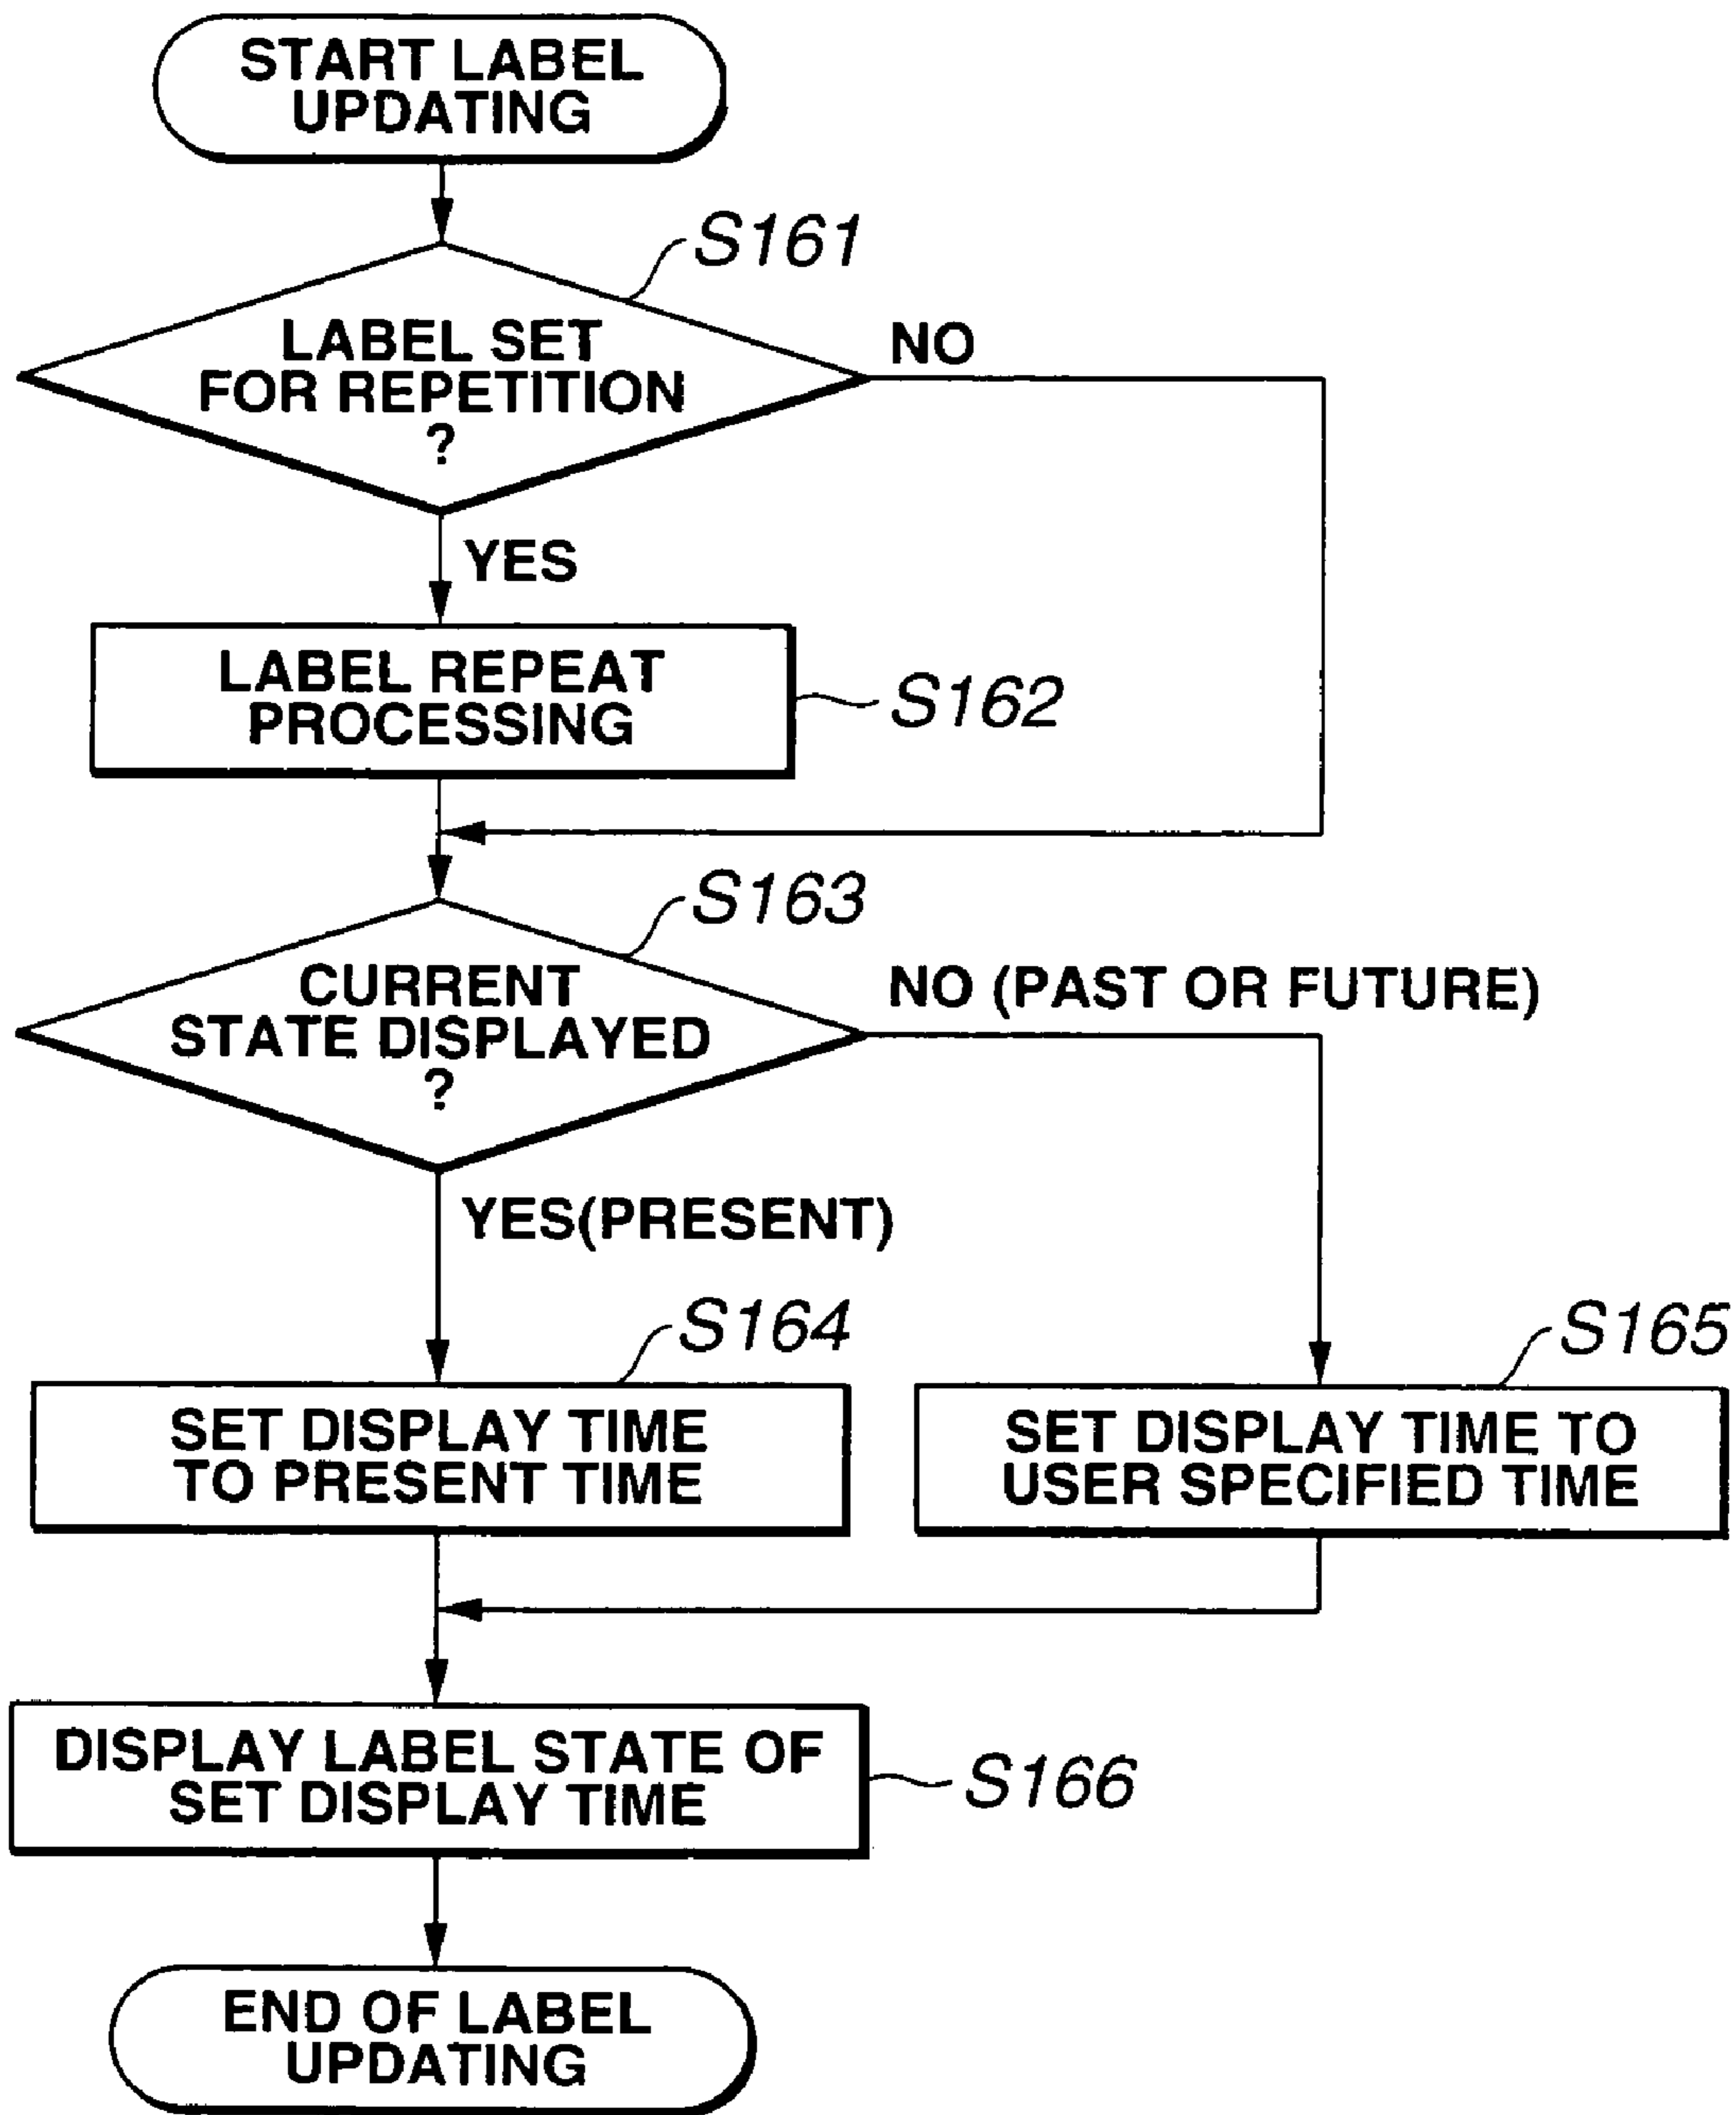 START LABEL
UPDATING
S161
LABEL SET
FOR REPETITION
?
NO
YES
LABEL REPEAT
PROCESSING
S162
S163
CURRENT
STATE DISPLAYED
?
NO (PAST OR FUTURE)
YES(PRESENT)
S164
S165
SET DISPLAY TIME
TO PRESENT TIME
SET DISPLAY TIME TO
USER SPECIFIED TIME
DISPLAY LABEL STATE OF
SET DISPLAY TIME
S166
END OF LABEL
UPDATING